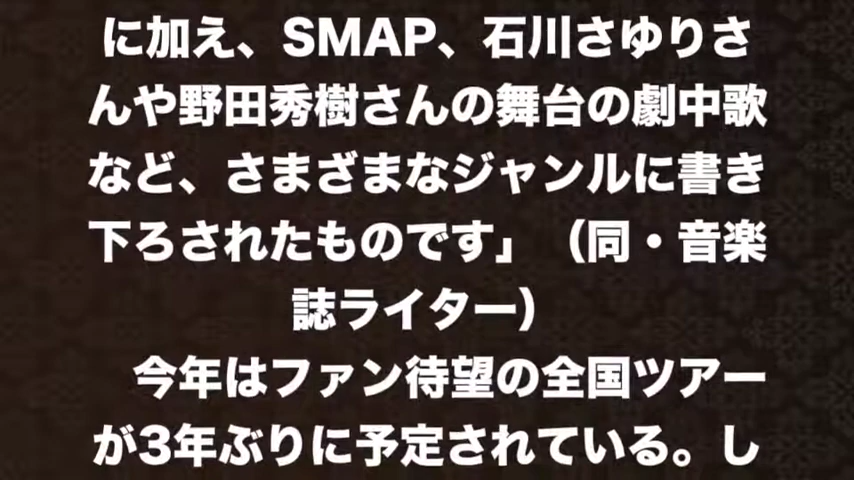 に加え、SMAP、石川さゆりさ
んや野田秀樹さんの舞台の劇中歌
など、さまざまなジャンルに書き
下ろされたものです」（同・音楽
誌ライター）
今年はファン待望の全国ツアー
が3年ぶりに予定されている。し